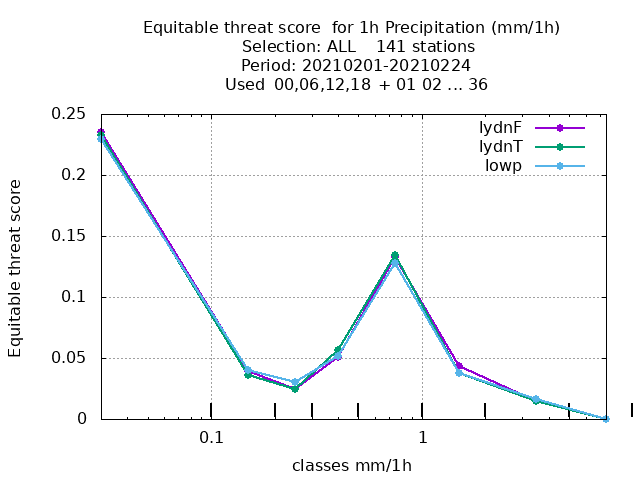 Equitable threat score  for 1h Precipitation (mm/1h)
Selection: ALL    141 stations
Period: 20210201-20210224
Used  00,06,12,18  + 01 02 ... 36
lydnF
lydnT
lowp
0.25
0.2
0.15
0.1
0.05
0
Equitable threat score
0.1
1
classes mm/1h